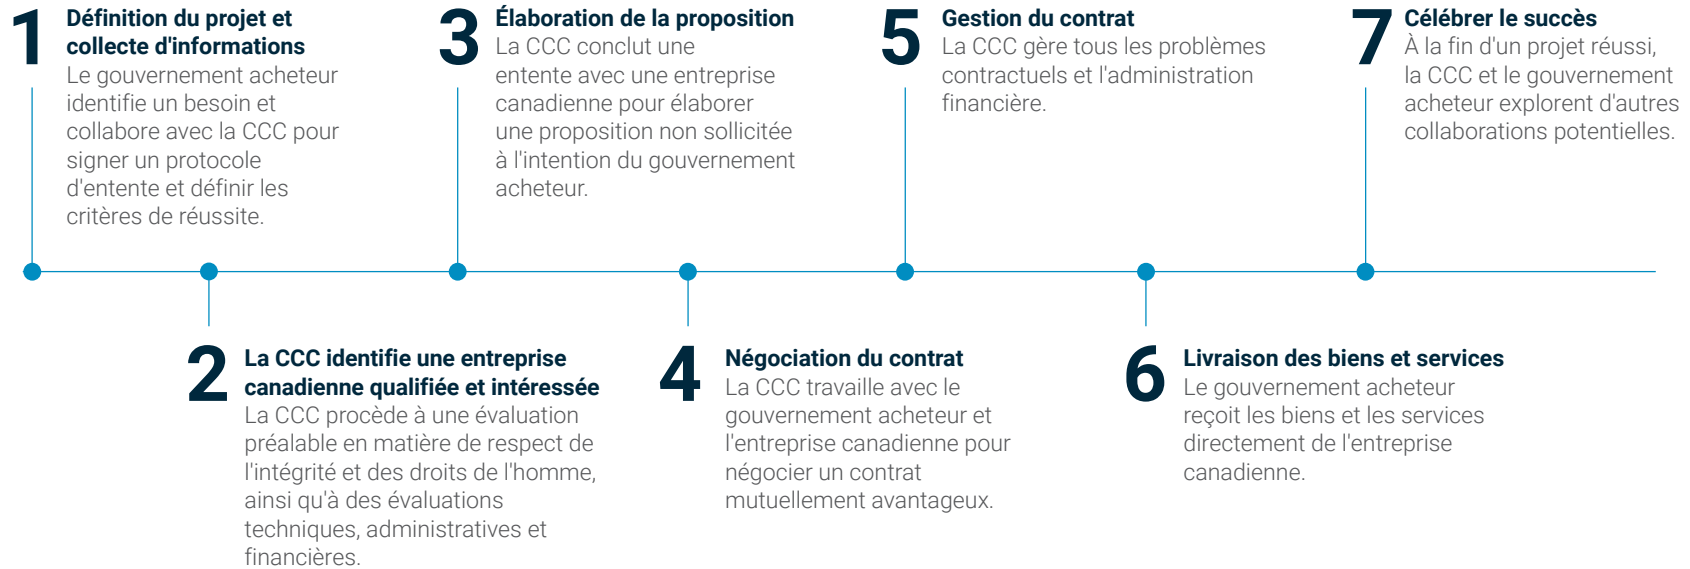 1
Définition du projet et
collecte d'informations
Le gouvernement acheteur
identifie un besoin et
collabore avec la CCC pour
signer un protocole
d'entente et définir les
critères de réussite.
2
La CCC identifie une entreprise
canadienne qualifiée et intéressée
La CCC procède à une évaluation
préalable en matière de respect de
l'intégrité et des droits de l'homme,
ainsi qu'à des évaluations
techniques, administratives et
financières.
3
Élaboration de la proposition
La CCC conclut une
entente avec une entreprise
canadienne pour élaborer
une proposition non sollicitée
à l'intention du gouvernement
acheteur.
4
Négociation du contrat
La CCC travaille avec le
gouvernement acheteur et
l'entreprise canadienne pour
négocier un contrat
mutuellement avantageux.
5
Gestion du contrat
La CCC gère tous les problèmes
contractuels et l'administration
financière.
6
Livraison des biens et services
Le gouvernement acheteur
reçoit les biens et les services
directement de l'entreprise
canadienne.
7
Célébrer le succès
À la fin d'un projet réussi,
la CCC et le gouvernement
acheteur explorent d'autres
collaborations potentielles.